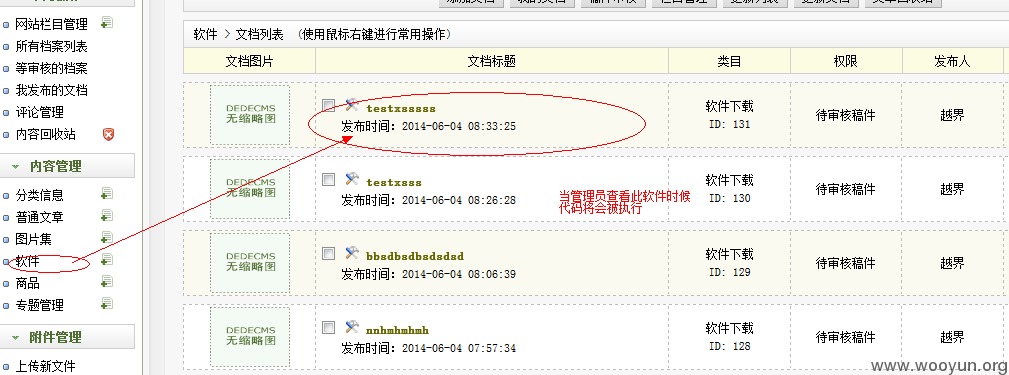 网站栏目管理
所有档案列表
等审核的档案
我发布的文档
评论管理
内容回收站
内容管理
分类信息
普通文章
图片集
软件
商品
专题管理
附件管理
上传新文件
软件 > 文档列表 (使用鼠标右键进行常用操作)
文档图片 文档标题 类目 权限 发布人
DEDECMS
无缩略图
testxsssss
发布时间: 2014-06-04 08:33:25
软件下载
ID: 131
待审核稿件
越界
DEDECMS
无缩略图
testxsss
发布时间: 2014-06-04 08:26:28
当管理员查看此软件时候
代码将会被执行
软件下载
ID: 130
待审核稿件
越界
DEDECMS
无缩略图
bbsdbsdbsdsdsd
发布时间: 2014-06-04 08:06:39
软件下载
ID: 129
待审核稿件
越界
DEDECMS
无缩略图
nnhmhmhmh
发布时间: 2014-06-04 07:57:34
软件下载
ID: 128
待审核稿件
越界
www.wooyun.org